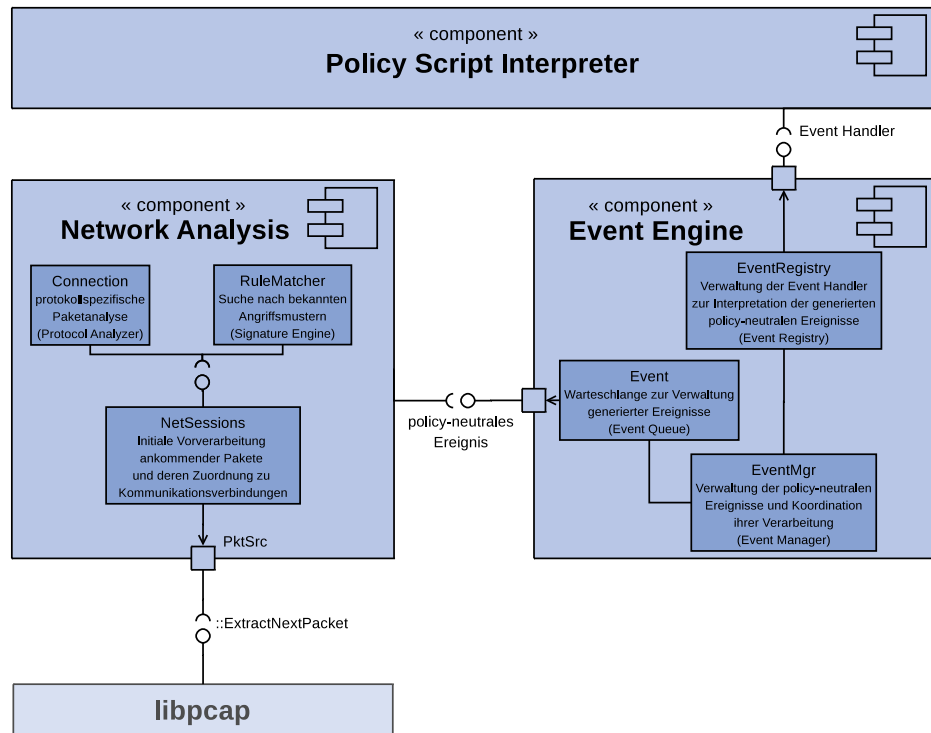 « component »
Policy Script Interpreter
Event Handler
« component »
Network Analysis
Connection
protokollspezifische
Paketanalyse
(Protocol Analyzer)
RuleMatcher
Suche nach bekannten
Angriffsmustern
(Signature Engine)
NetSessions
Initiale Vorverarbeitung
ankommender Pakete
und deren Zuordnung zu
Kommunikationsverbindungen
PktSrc
::ExtractNextPacket
libpcap
policy-neutrales
Ereignis
« component »
Event Engine
EventRegistry
Verwaltung der Event Handler
zur Interpretation der generierten
policy-neutralen Ereignisse
(Event Registry)
Event
Warteschlange zur Verwaltung
generierter Ereignisse
(Event Queue)
EventMgr
Verwaltung der policy-neutralen
Ereignisse und Koordination
ihrer Verarbeitung
(Event Manager)